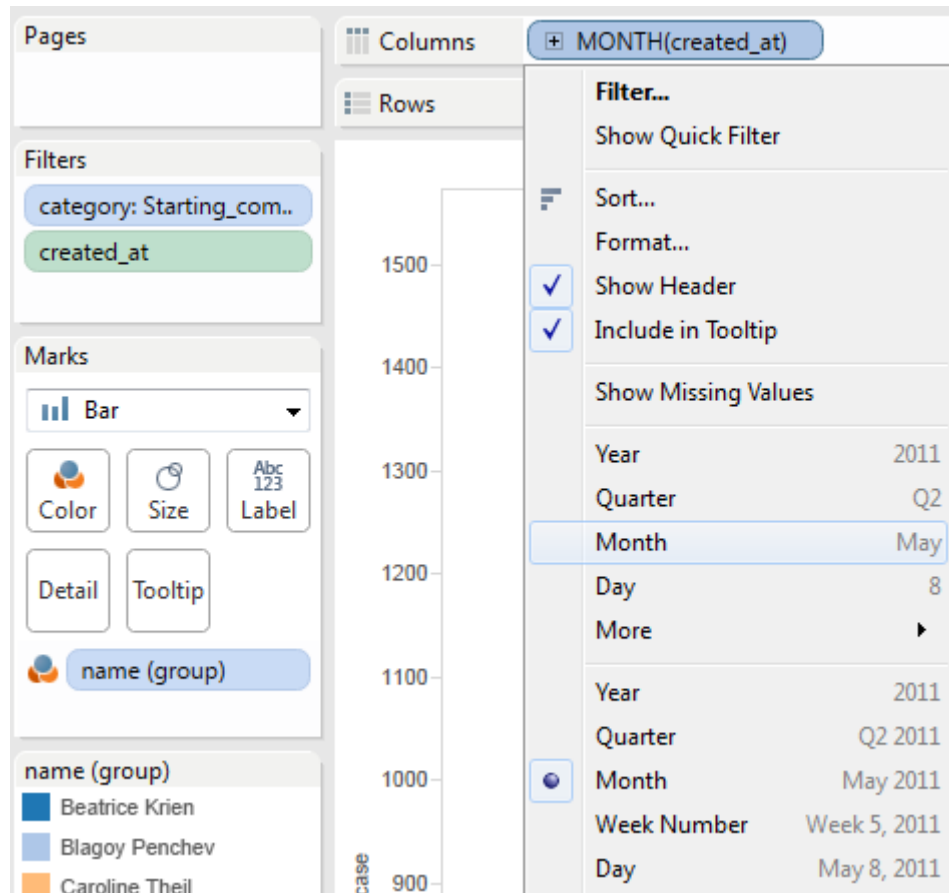 Pages
Filters
category: Starting_com..
created_at
Marks
Bar
Color
Size
Abc
123
Label
Detail
Tooltip
name (group)
name (group)
Beatrice Krien
Blagoy Penchev
Caroline Theil
Columns
MONTH(created_at)
Rows
1500
1400
1300
1200
1100
1000
900
case
Filter...
Show Quick Filter
Sort...
Format...
Show Header
Include in Tooltip
Show Missing Values
Year 2011
Quarter Q2
Month May
Day 8
More
Year 2011
Quarter Q2 2011
Month May 2011
Week Number Week 5, 2011
Day May 8, 2011